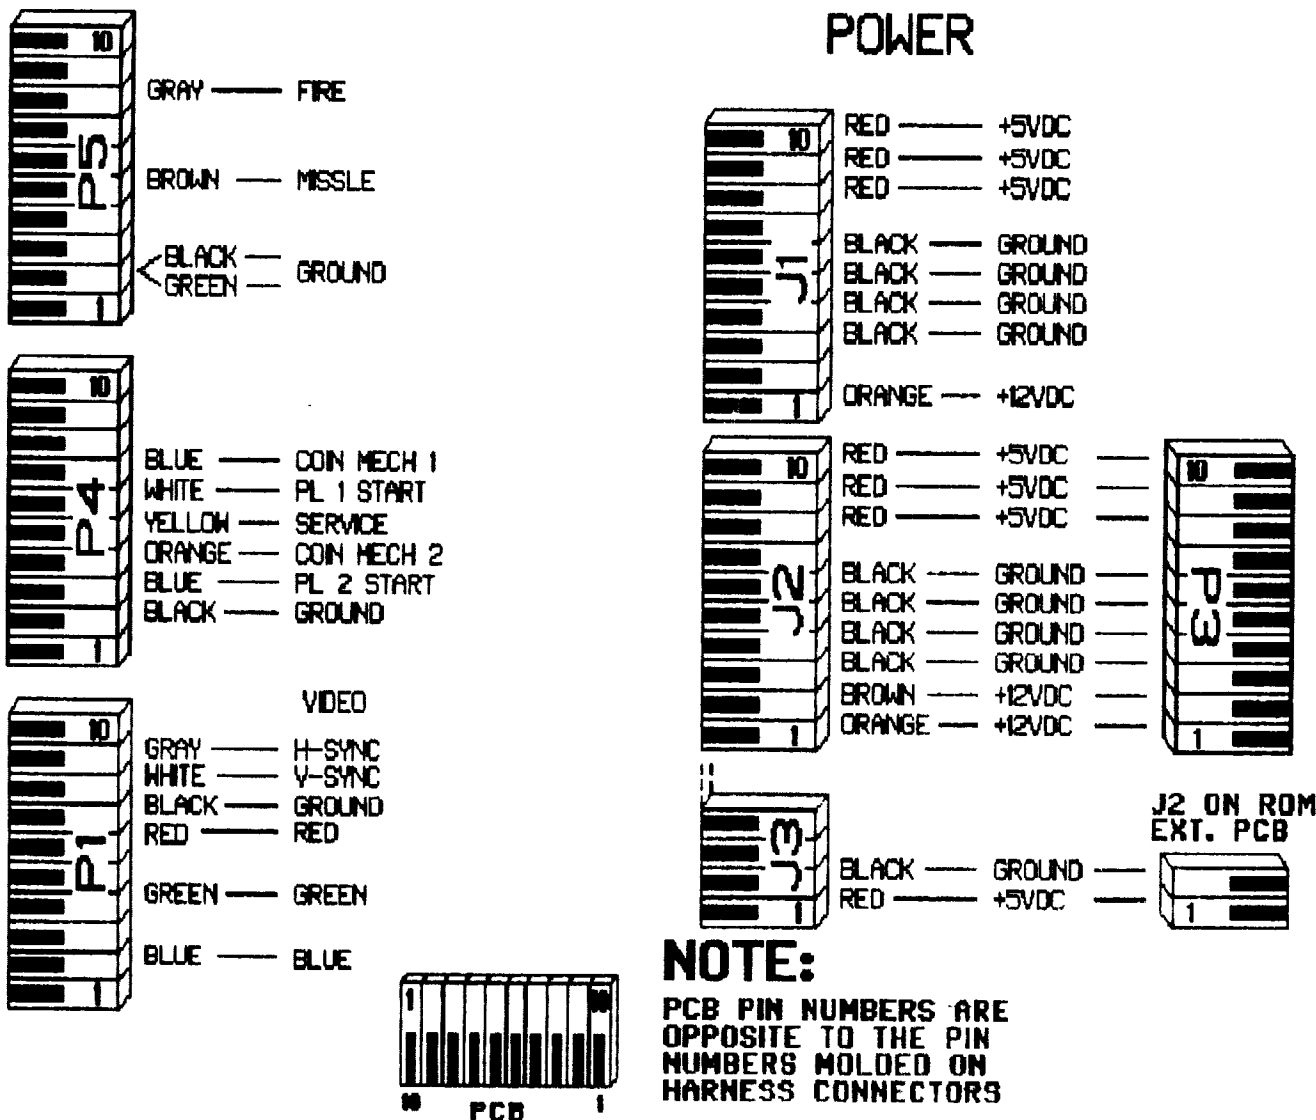 10
GRAY FIRE
P5
BROWN MISSLE
BLACK
GREEN
GROUND
1
10
BLUE COIN MECH 1
WHITE PL 1 START
P4
YELLOW SERVICE
ORANGE COIN MECH 2
BLUE PL 2 START
BLACK GROUND
1
VIDEO
10
GRAY H-SYNC
WHITE V-SYNC
BLACK GROUND
RED RED
P1
GREEN GREEN
BLUE BLUE
1
POWER
10
RED +5VDC
RED +5VDC
RED +5VDC
J1
BLACK GROUND
BLACK GROUND
BLACK GROUND
BLACK GROUND
ORANGE +12VDC
1
10
RED +5VDC
RED +5VDC
RED +5VDC
J2
BLACK GROUND
BLACK GROUND
BLACK GROUND
BLACK GROUND
BROWN +12VDC
ORANGE +12VDC
1
10
P3
1
J3
BLACK GROUND
RED +5VDC
1
J2 ON ROM
EXT. PCB
1
1 10
10 PCB 1
NOTE:
PCB PIN NUMBERS ARE
OPPOSITE TO THE PIN
NUMBERS MOLDED ON
HARNESS CONNECTORS